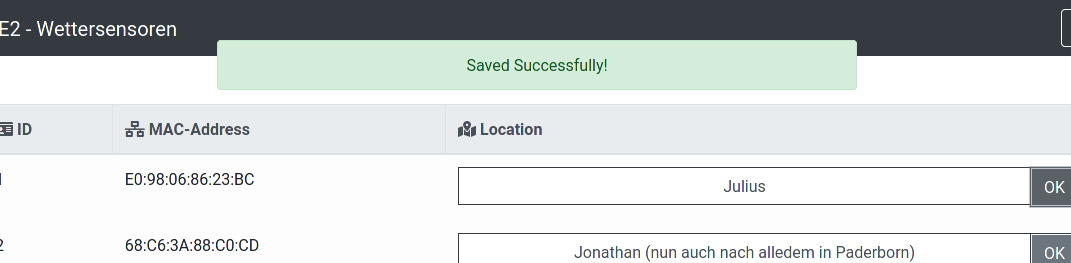 E2 - Wettersensoren
Saved Successfully!
ID MAC-Address Location
1 E0:98:06:86:23:BC Julius OK
2 68:C6:3A:88:C0:CD Jonathan (nun auch nach alledem in Paderborn) OK